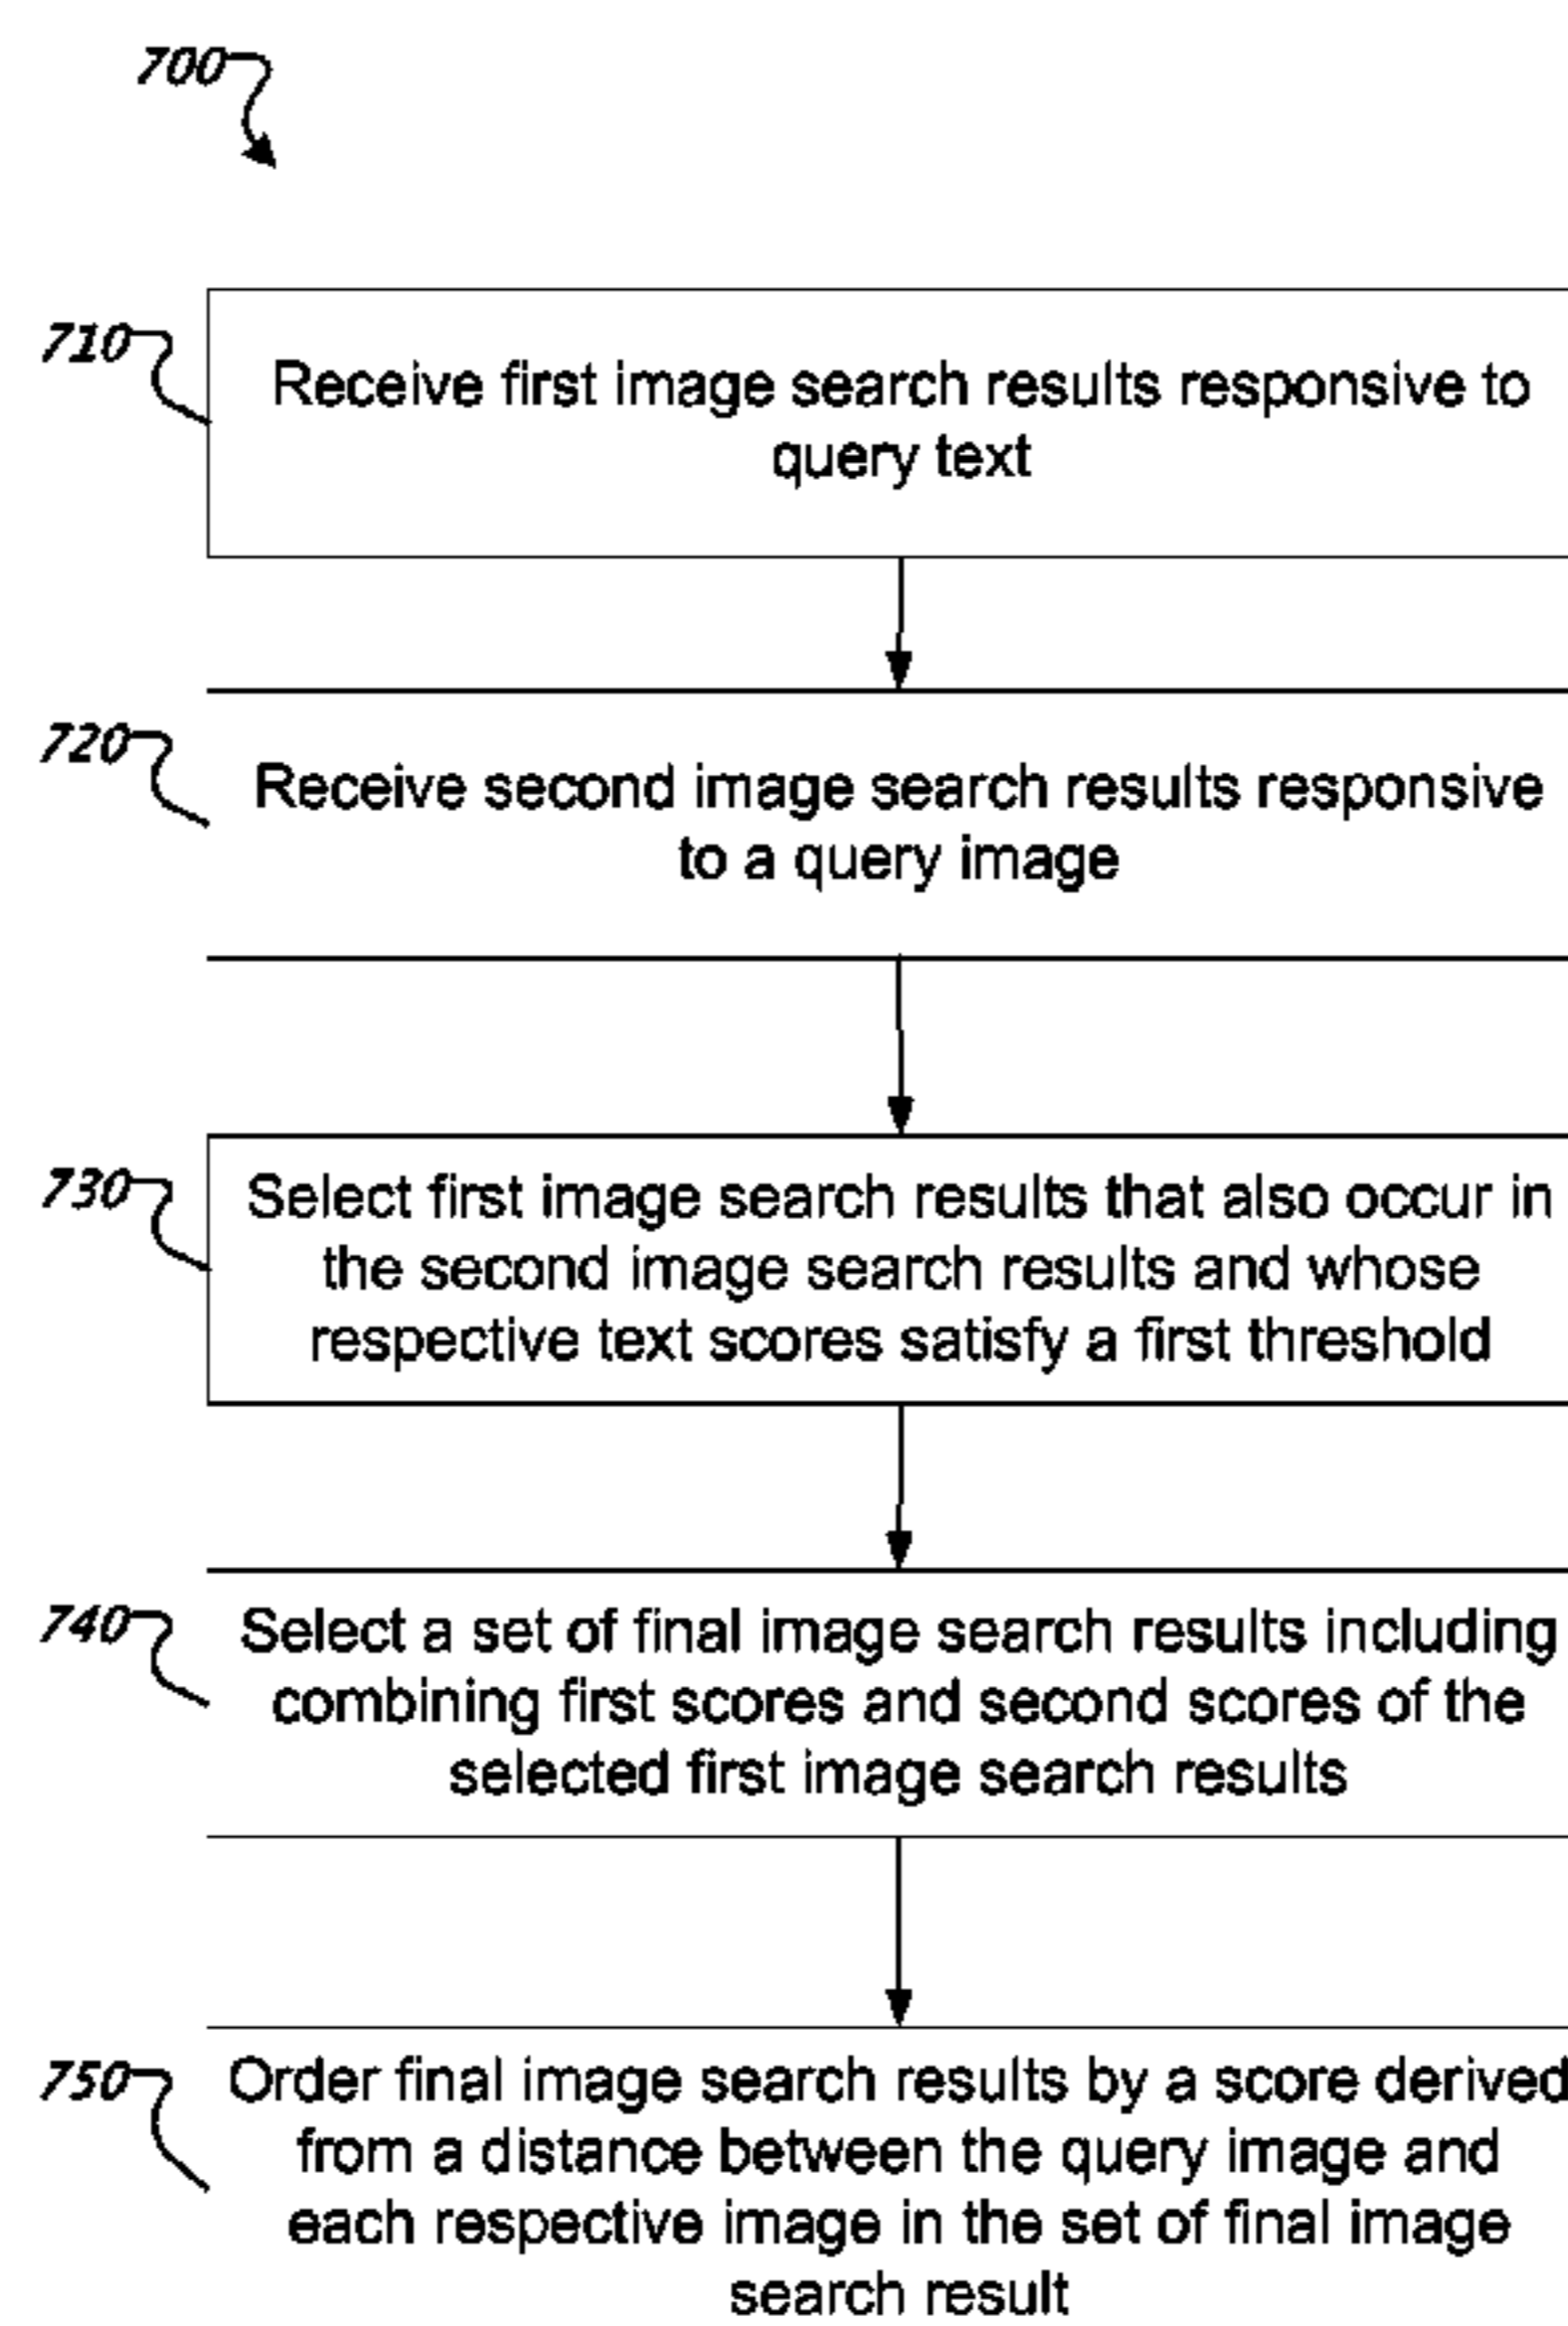 700
710
Receive first image search results responsive to
query text
720
Receive second image search results responsive
to a query image
730
Select first image search results that also occur in
the second image search results and whose
respective text scores satisfy a first threshold
740
Select a set of final image search results including
combining first scores and second scores of the
selected first image search results
750
Order final image search results by a score derived
from a distance between the query image and
each respective image in the set of final image
search result